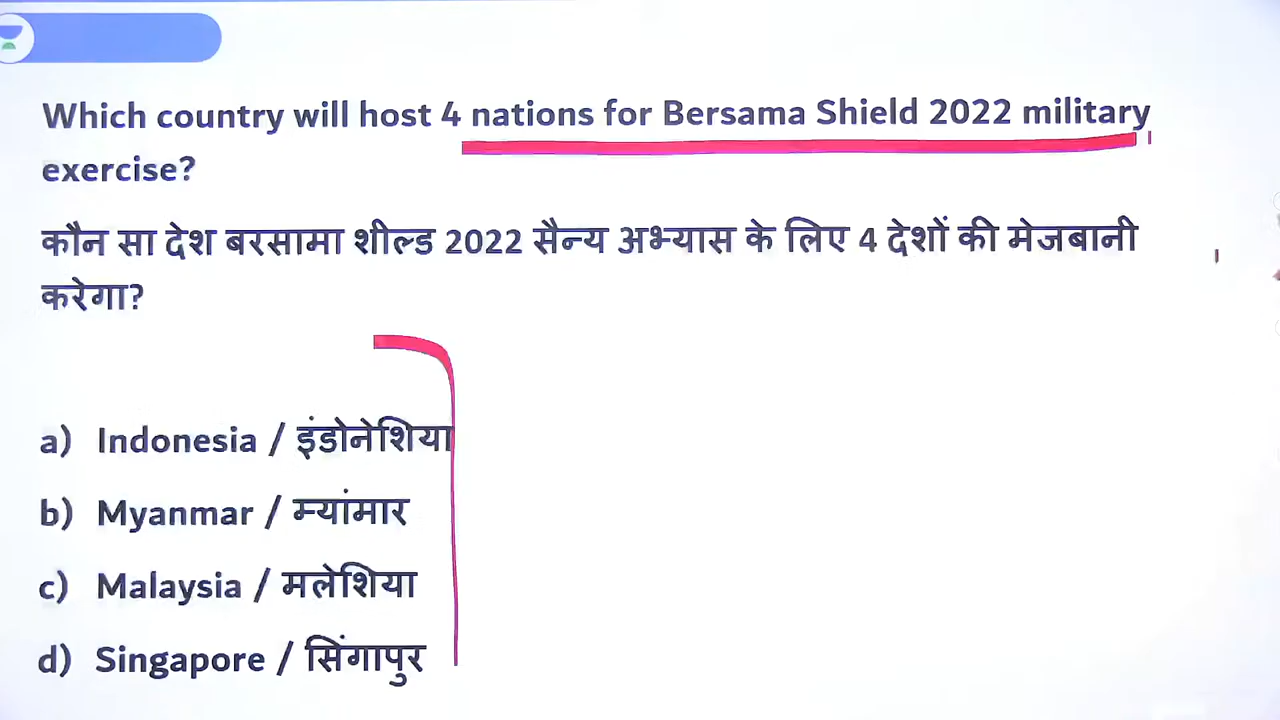 Which country will host 4 nations for Bersama Shield 2022 military
exercise?
कौन सा देश बरसामा शील्ड 2022 सैन्य अभ्यास के लिए 4 देशों की मेजबानी
करेगा?
a) Indonesia / इंडोनेशिया
b) Myanmar / म्यांमार
c) Malaysia / मलेशिया
d) Singapore / सिंगापुर